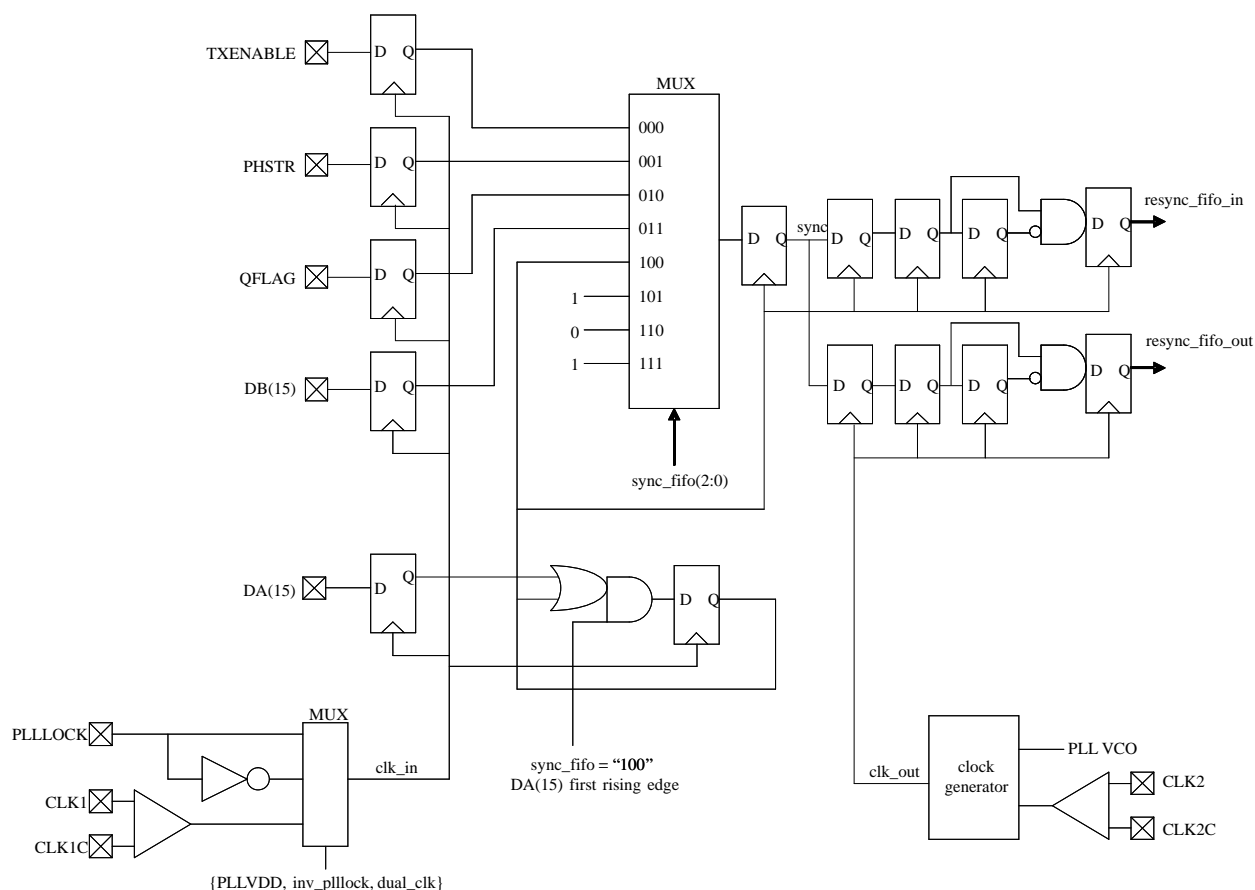 TXENABLE
D Q
MUX
000
PHSTR
D Q
001
010
resync_fifo_in
011
D Q
sync
D Q
D Q
D Q
D Q
QFLAG
D Q
100
1
101
0
110
resync_fifo_out
1
111
DB(15)
D Q
D Q
D Q
D Q
D Q
sync_fifo(2:0)
DA(15)
D Q
D Q
MUX
PLLLOCK
clk_in
sync_fifo = “100”
DA(15) first rising edge
PLL VCO
clk_out
clock
generator
CLK1
CLK2
CLK1C
CLK2C
{PLLVDD, inv_plllock, dual_clk}